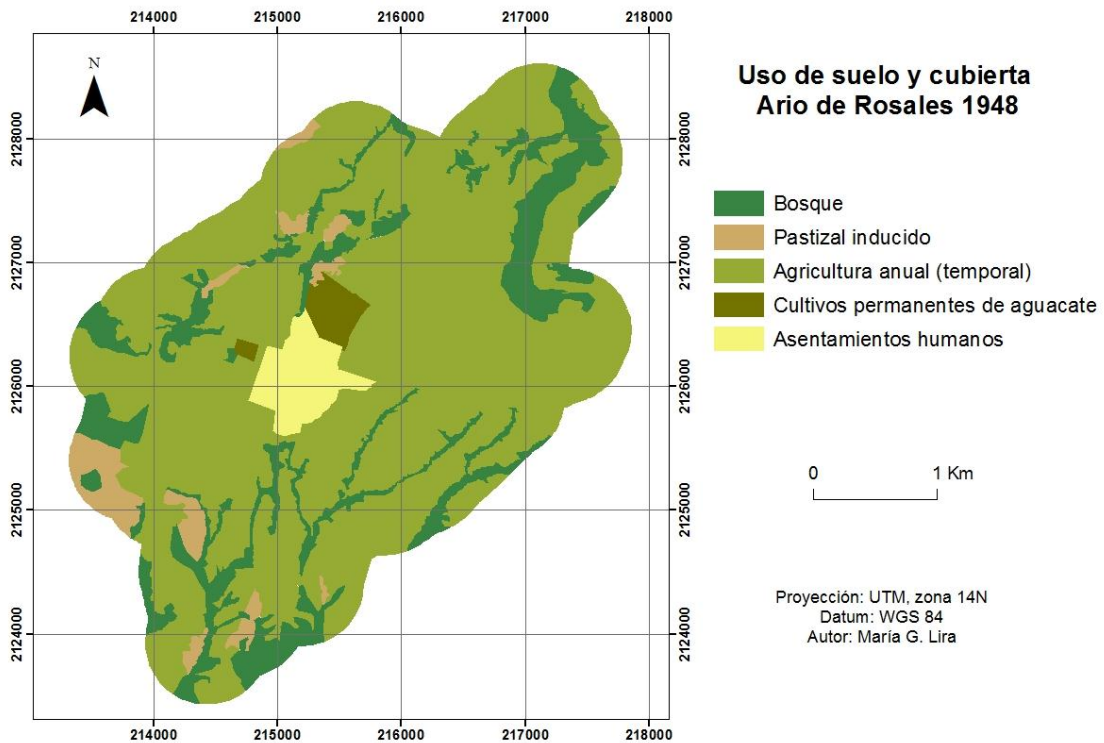 214000 215000 216000 217000 218000
N
2128000 2128000
2127000 2127000
2126000 2126000
2125000 2125000
2124000 2124000
214000 215000 216000 217000 218000
Uso de suelo y cubierta
Ario de Rosales 1948
Bosque
Pastizal inducido
Agricultura anual (temporal)
Cultivos permanentes de aguacate
Asentamientos humanos
0 1 Km
Proyección: UTM, zona 14N
Datum: WGS 84
Autor: María G. Lira